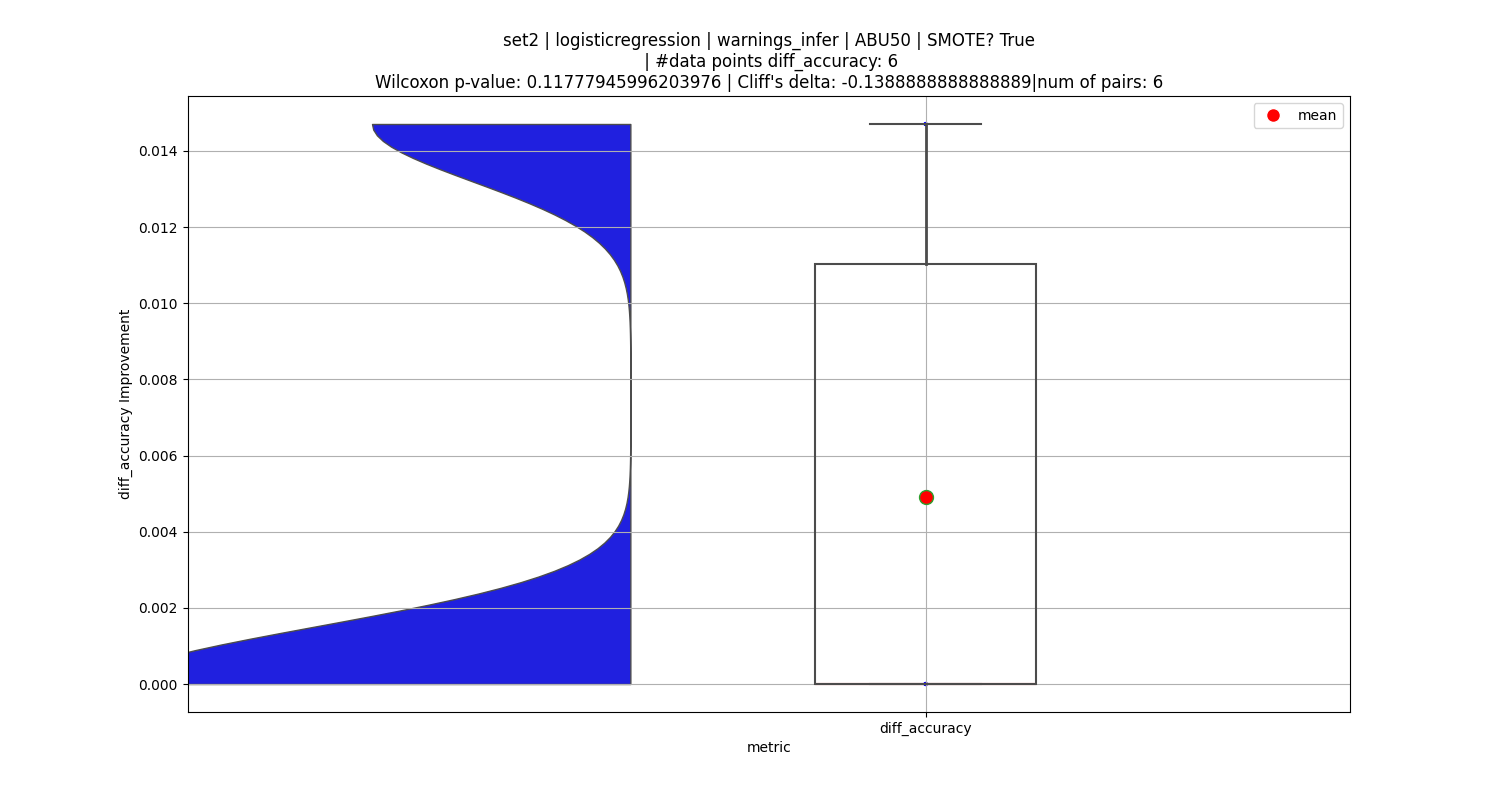 set2 | logisticregression | warnings_infer | ABU50 | SMOTE? True
| #data points diff_accuracy: 6
Wilcoxon p-value: 0.11777945996203976 | Cliff's delta: -0.1388888888888889|num of pairs: 6
mean
0.014
0.012
0.010
0.008
0.006
0.004
0.002
0.000
diff_accuracy Improvement
diff_accuracy
metric